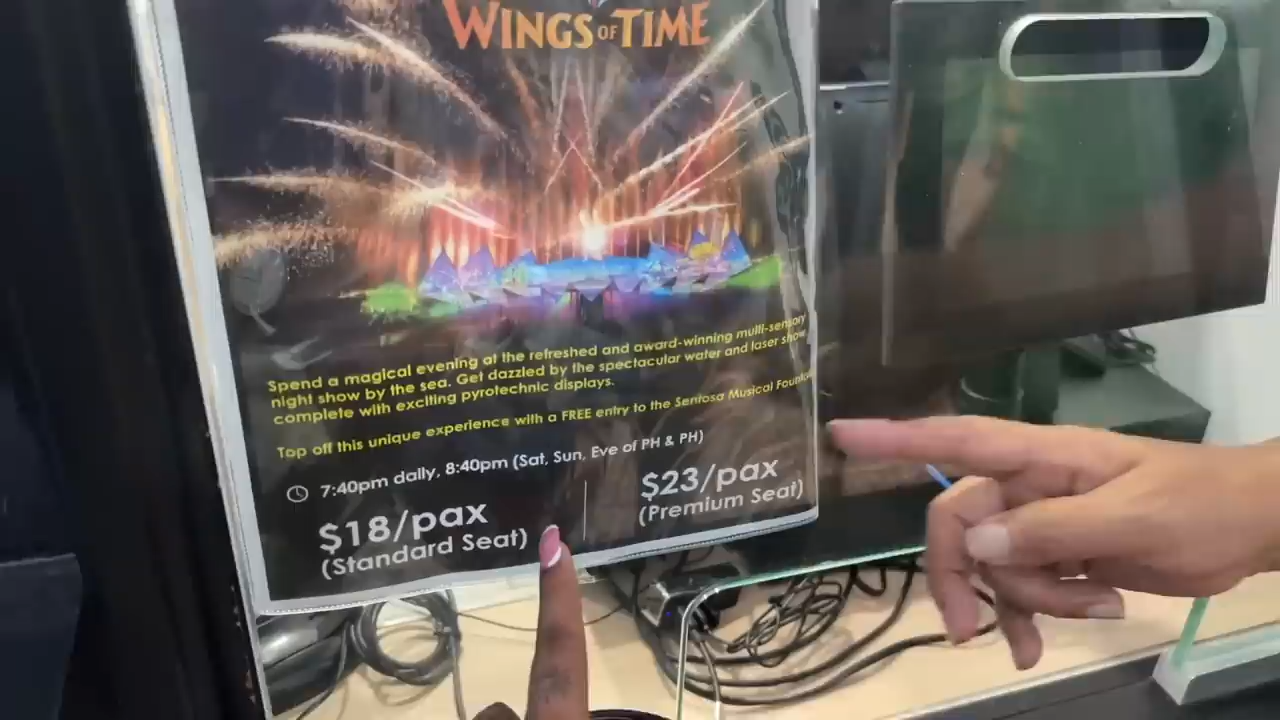 WINGS OF TIME
Spend a magical evening at the refreshed and award-winning multi-sensory
night show by the sea. Get dazzled by the spectacular water and laser show
complete with exciting pyrotechnic displays.
Top off this unique experience with a FREE entry to the Sentosa Musical
7:40pm daily, 8:40pm (Sat, Sun, Eve of PH & PH)
$18/pax
(Standard Seat)
$23/pax
(Premium Seat)